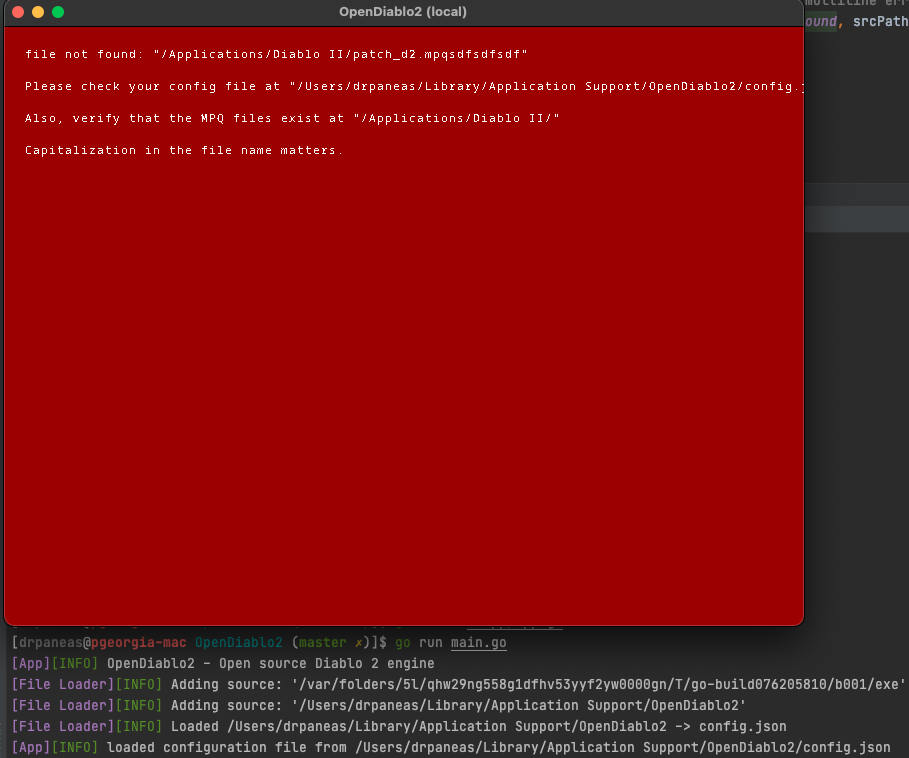 OpenDiablo2 (local)
ound, srcPath
file not found: "/Applications/Diablo II/patch_d2.mpqsdfsdfsdf"
Please check your config file at "/Users/drpaneas/Library/Application Support/OpenDiablo2/config.j
Also, verify that the MPQ files exist at "/Applications/Diablo II/"
Capitalization in the file name matters.
[drpaneas@pgeorgia-mac OpenDiablo2 (master ✗)]$ go run main.go
[App][INFO] OpenDiablo2 - Open source Diablo 2 engine
[File Loader][INFO] Adding source: '/var/folders/5l/qhw29ng558g1dfhv53yyf2yw0000gn/T/go-build076205810/b001/exe'
[File Loader][INFO] Adding source: '/Users/drpaneas/Library/Application Support/OpenDiablo2'
[File Loader][INFO] Loaded /Users/drpaneas/Library/Application Support/OpenDiablo2 -> config.json
[App][INFO] loaded configuration file from /Users/drpaneas/Library/Application Support/OpenDiablo2/config.json